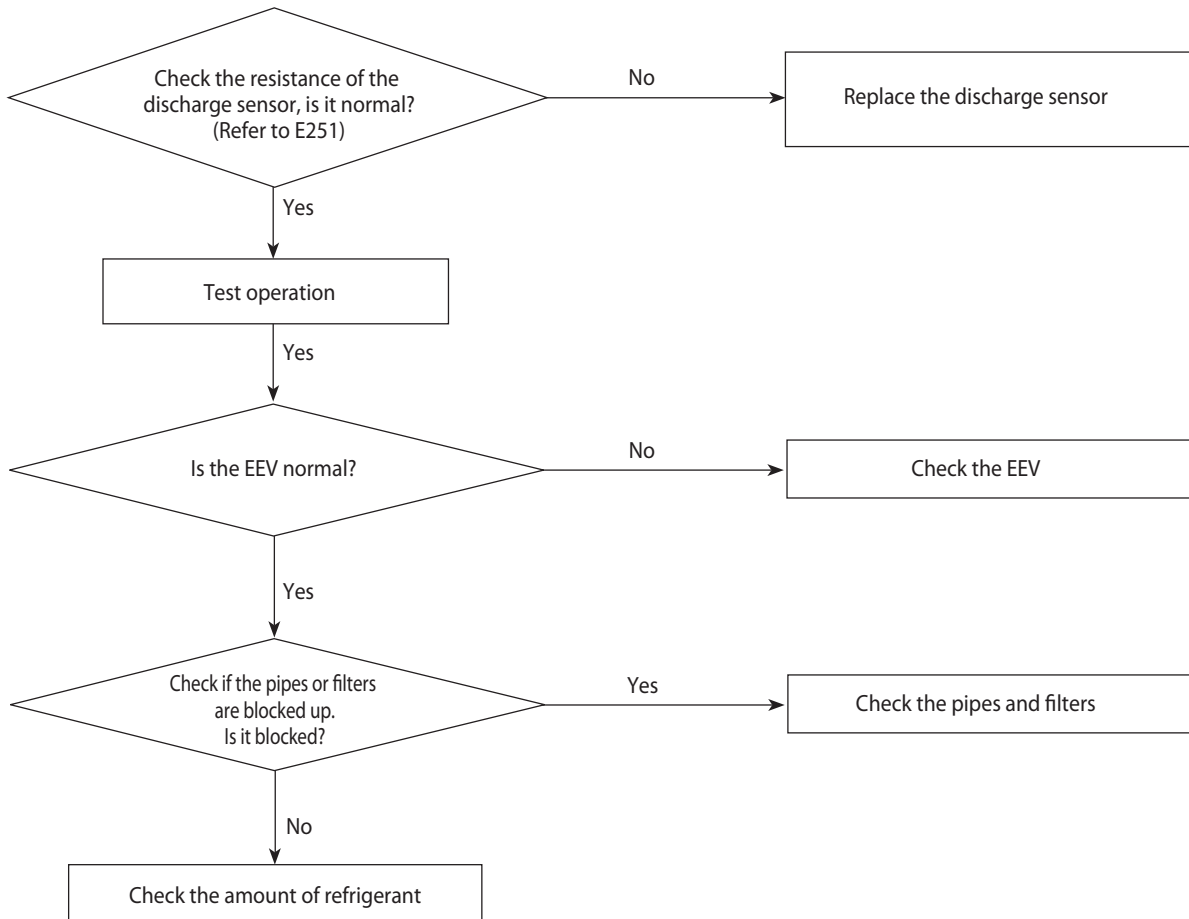 Check the resistance of the
discharge sensor, is it normal?
(Refer to E251)
No
Replace the discharge sensor
Yes
Test operation
Yes
Is the EEV normal?
No
Check the EEV
Yes
Check if the pipes or filters
are blocked up.
Is it blocked?
Yes
Check the pipes and filters
No
Check the amount of refrigerant